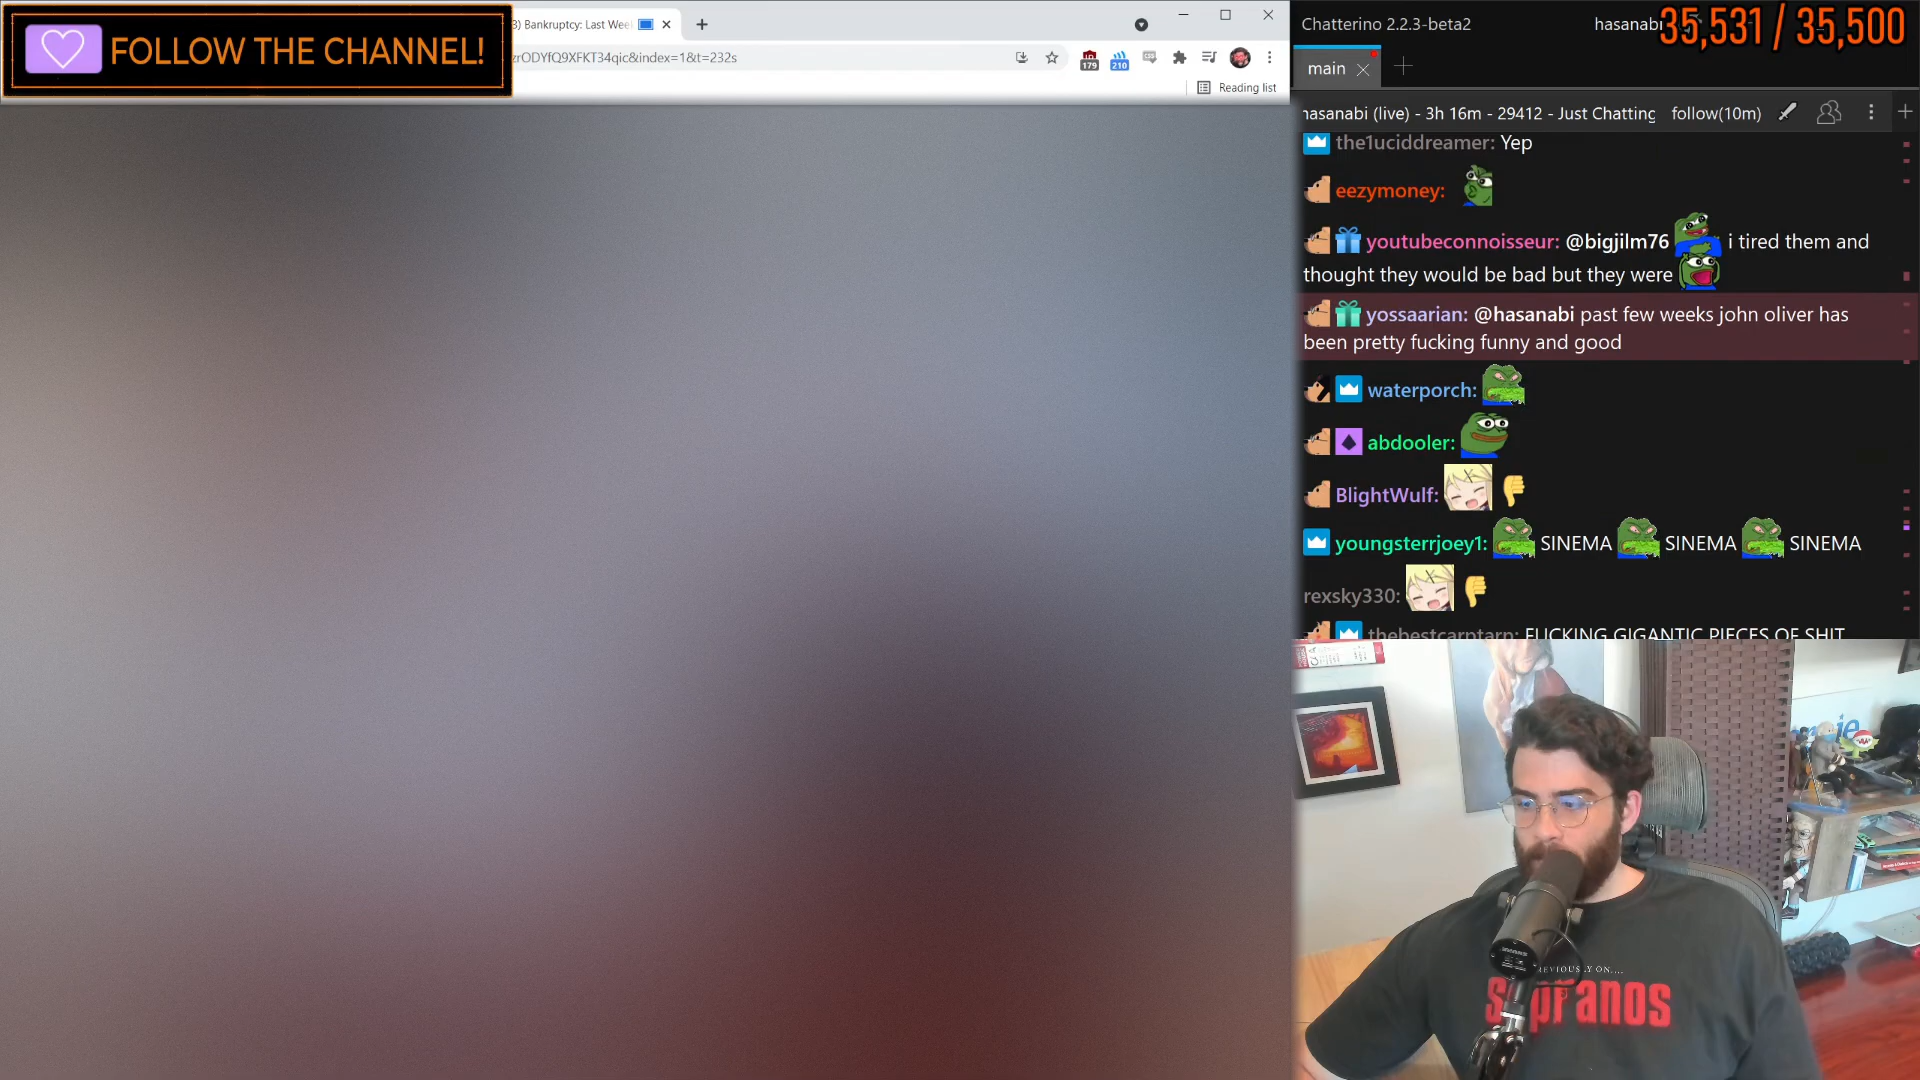 FOLLOW THE CHANNEL!
3) Bankruptcy: Last Wee
zrODYfQ9XFKT34qic&index=1&t=232s
179
210
Reading list
Chatterino 2.2.3-beta2
hasanabi
35,531 / 35,500
main
hasanabi (live) - 3h 16m - 29412 - Just Chatting
follow(10m)
the1uciddreamer: Yep
eezymoney:
youtubeconnoisseur: @bigjilm76 i tired them and
thought they would be bad but they were
yossaarian: @hasanabi past few weeks john oliver has
been pretty fucking funny and good
waterporch:
abdooler:
BlightWulf:
youngsterrjoey1: SINEMA SINEMA SINEMA
rexsky330:
thebestcarptarp: FUCKING GIGANTIC PIECES OF SHIT
REVIOUSLY ON....
sopranos